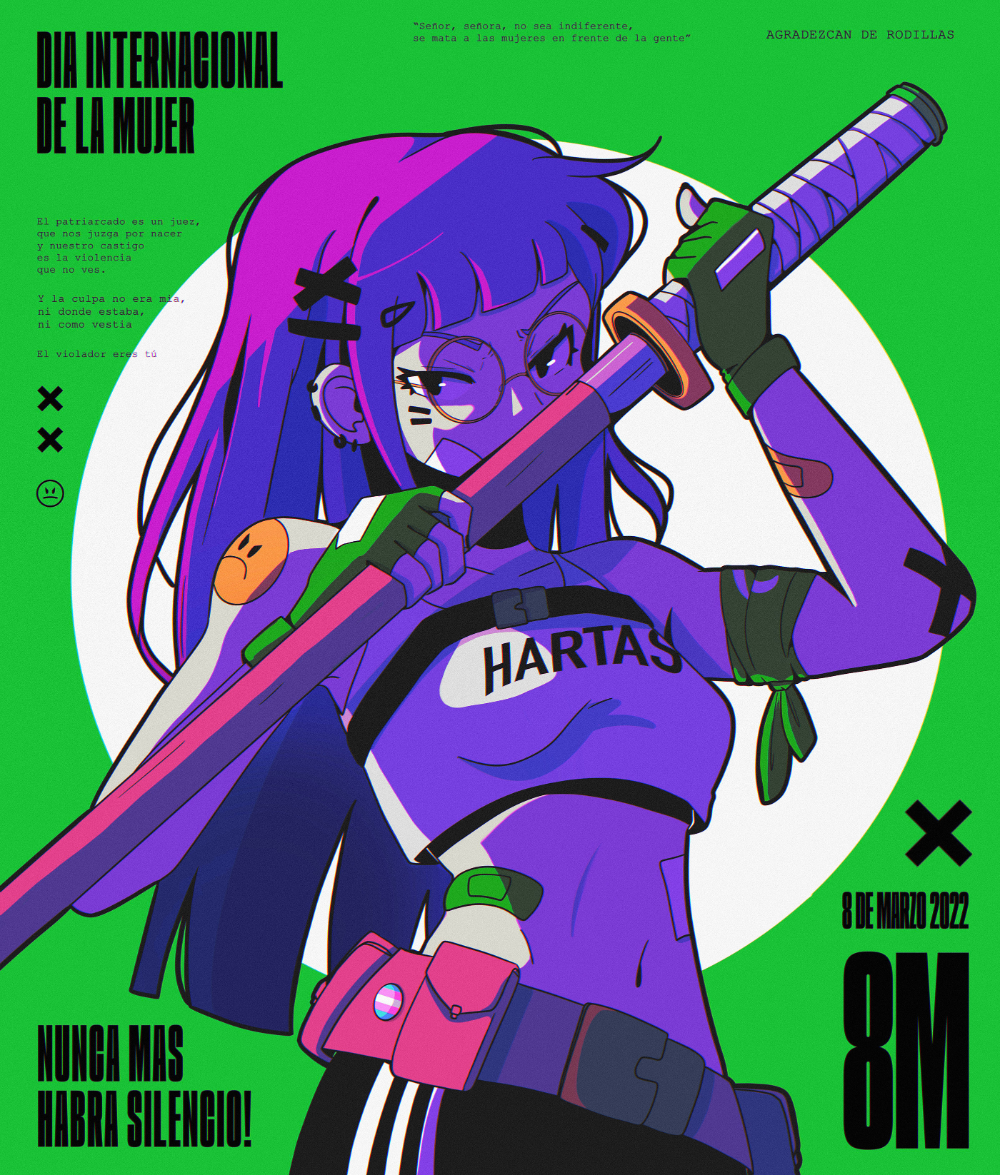 DIA INTERNACIONAL
DE LA MUJER
“Señor, señora, no sea indiferente,
se mata a las mujeres en frente de la gente”
AGRADEZCAN DE RODILLAS
El patriarcado es un juez,
que nos juzga por nacer
y nuestro castigo
es la violencia
que no ves.
Y la culpa no era mía,
ni donde estaba,
ni como vestia
El violador eres tú
HARTAS
8 DE MARZO 2022
8M
NUNCA MAS
HABRA SILENCIO!